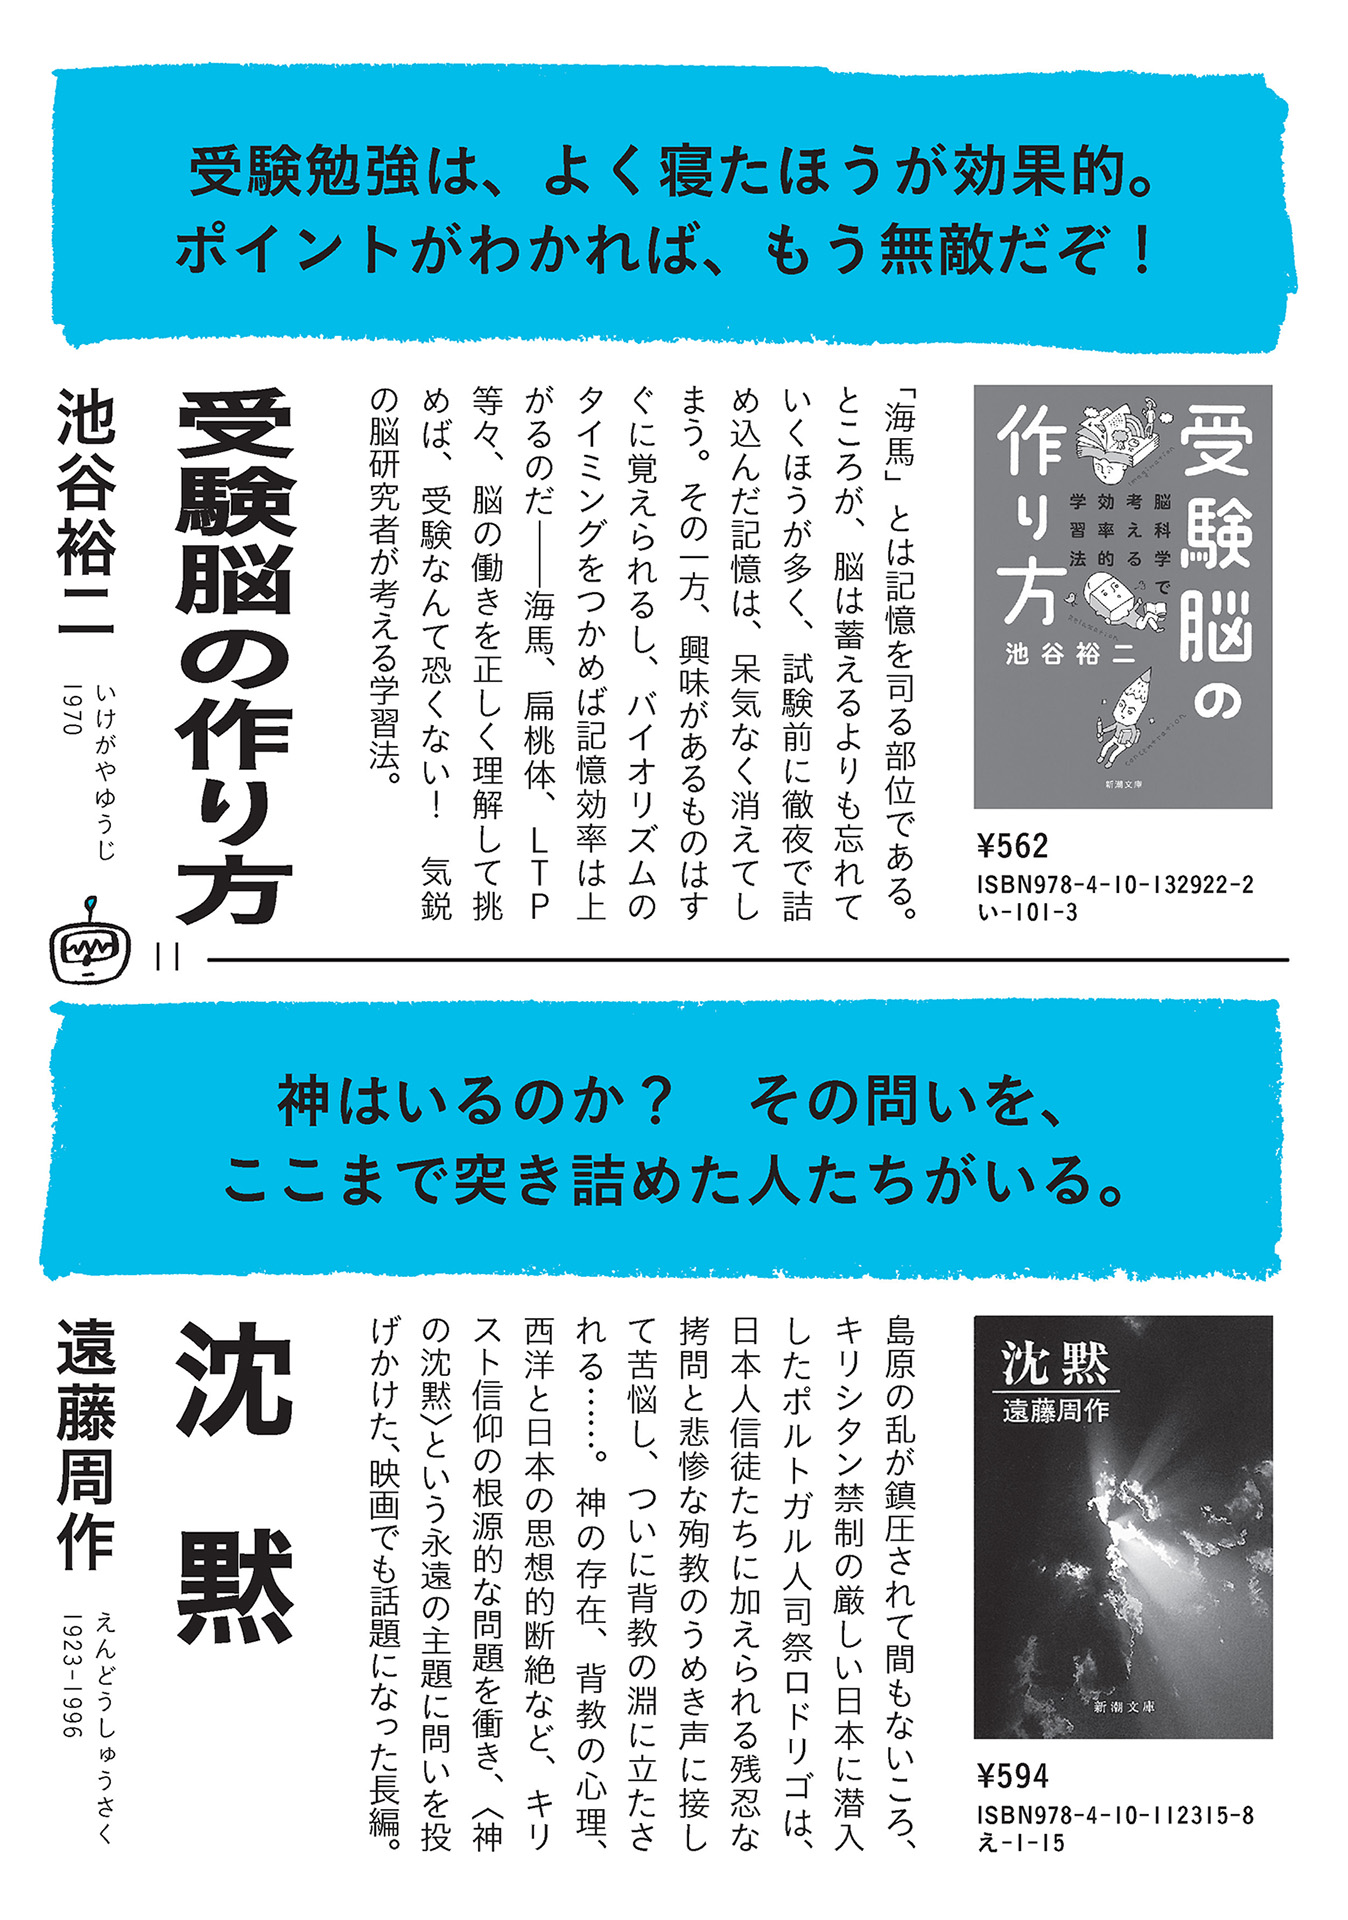 受験勉強は、よく寝たほうが効果的。
ポイントがわかれば、もう無敵だぞ！
受験脳の
作り方
脳科学で
考える
効率的
学習法
imagination
relaxation
concentration
池谷裕二
新潮文庫
¥562
ISBN978-4-10-132922-2
い-101-3
「海馬」とは記憶を司る部位である。
ところが、脳は蓄えるよりも忘れて
いくほうが多く、試験前に徹夜で詰
め込んだ記憶は、呆気なく消えてし
まう。その一方、興味があるものはす
ぐに覚えられるし、バイオリズムの
タイミングをつかめば記憶効率は上
がるのだ――海馬、扁桃体、LTP
等々、脳の働きを正しく理解して挑
めば、受験なんて恐くない！　気鋭
の脳研究者が考える学習法。
受験脳の作り方
池谷裕二
いけがやゆうじ
1970
11
神はいるのか？　その問いを、
ここまで突き詰めた人たちがいる。
沈黙
遠藤周作
新潮文庫
¥594
ISBN978-4-10-112315-8
え-1-15
島原の乱が鎮圧されて間もないころ、
キリシタン禁制の厳しい日本に潜入
したポルトガル人司祭ロドリゴは、
日本人信徒たちに加えられる残忍な
拷問と悲惨な殉教のうめき声に接し
て苦悩し、ついに背教の淵に立たさ
れる……。神の存在、背教の心理、
西洋と日本の思想的断絶など、キリ
スト信仰の根源的な問題を衝き、〈神
の沈黙〉という永遠の主題に問いを投
げかけた、映画でも話題になった長編。
沈黙
遠藤周作
えんどうしゅうさく
1923-1996